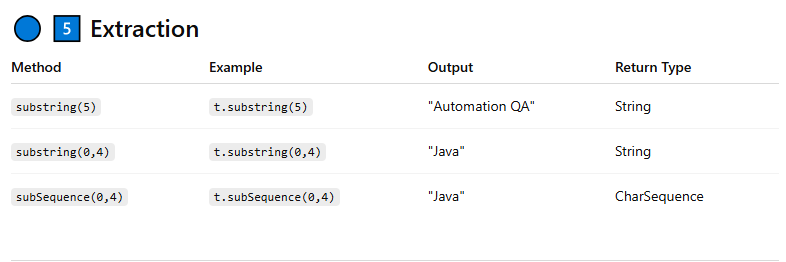 🔵 5️⃣ Extraction
Method Example Output Return Type
substring(5) t.substring(5) "Automation QA" String
substring(0,4) t.substring(0,4) "Java" String
subSequence(0,4) t.subSequence(0,4) "Java" CharSequence